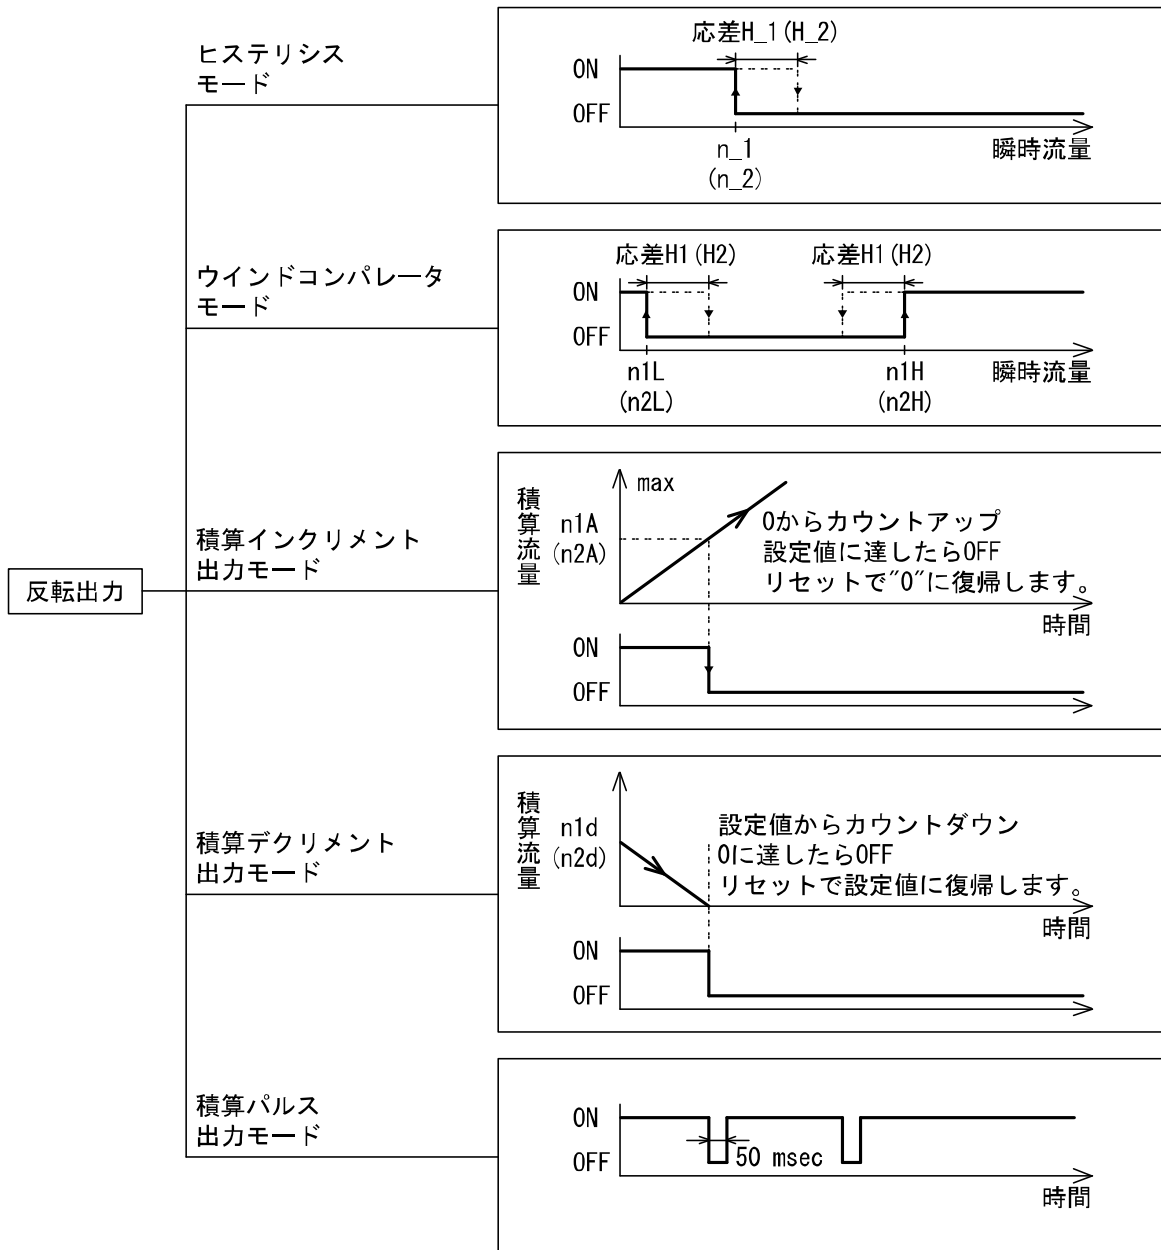 反転出力
ヒステリシス
モード
応差H_1(H_2)
ON
OFF
n_1
(n_2)
瞬時流量
ウインドコンパレータ
モード
応差H1(H2)
応差H1(H2)
ON
OFF
n1L
(n2L)
n1H
(n2H)
瞬時流量
積算インクリメント
出力モード
積算流量
max
n1A
(n2A)
0からカウントアップ
設定値に達したらOFF
リセットで"0"に復帰します。
時間
ON
OFF
積算デクリメント
出力モード
積算流量
n1d
(n2d)
設定値からカウントダウン
0に達したらOFF
リセットで設定値に復帰します。
時間
ON
OFF
積算パルス
出力モード
ON
OFF
50 msec
時間